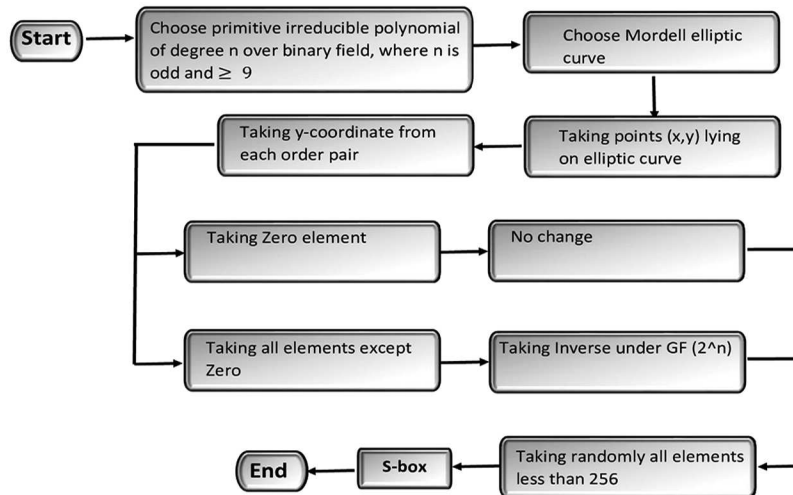 Start
Choose primitive irreducible polynomial
of degree n over binary field, where n is
odd and ≥ 9
Choose Mordell elliptic
curve
Taking points (x,y) lying
on elliptic curve
Taking y-coordinate from
each order pair
Taking Zero element
No change
Taking all elements except
Zero
Taking Inverse under GF (2^n)
Taking randomly all elements
less than 256
S-box
End